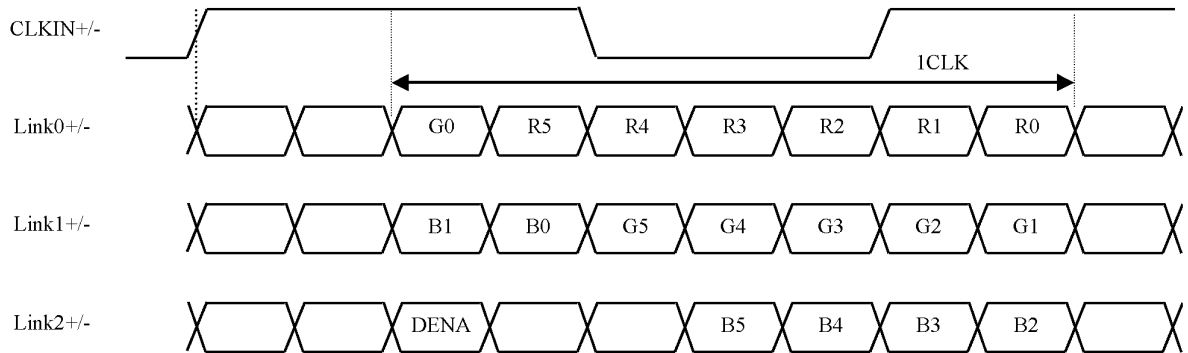 CLKIN+/-
1CLK
Link0+/- G0 R5 R4 R3 R2 R1 R0
Link1+/- B1 B0 G5 G4 G3 G2 G1
Link2+/- DENA B5 B4 B3 B2